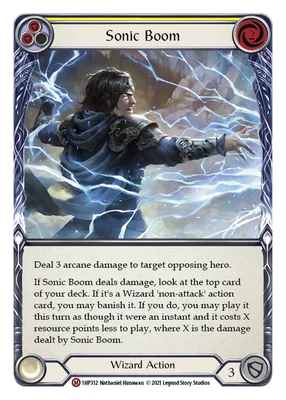 Sonic Boom
Deal 3 arcane damage to target opposing hero.
If Sonic Boom deals damage, look at the top card
of your deck. If it's a Wizard 'non-attack' action
card, you may banish it. If you do, you may play it
this turn as though it were an instant and it costs X
resource points less to play, where X is the damage
dealt by Sonic Boom.
Wizard Action
3
M 1HP312 Nathaniel Himawan © 2021 Legend Story Studios